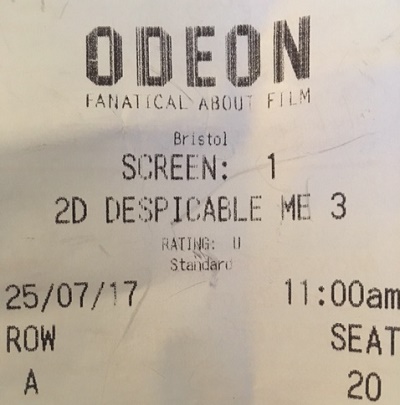 ODEON
FANATICAL ABOUT FILM
Bristol
SCREEN: 1
2D DESPICABLE ME 3
RATING: U
Standard
25/07/17 11:00am
ROW SEAT
A 20